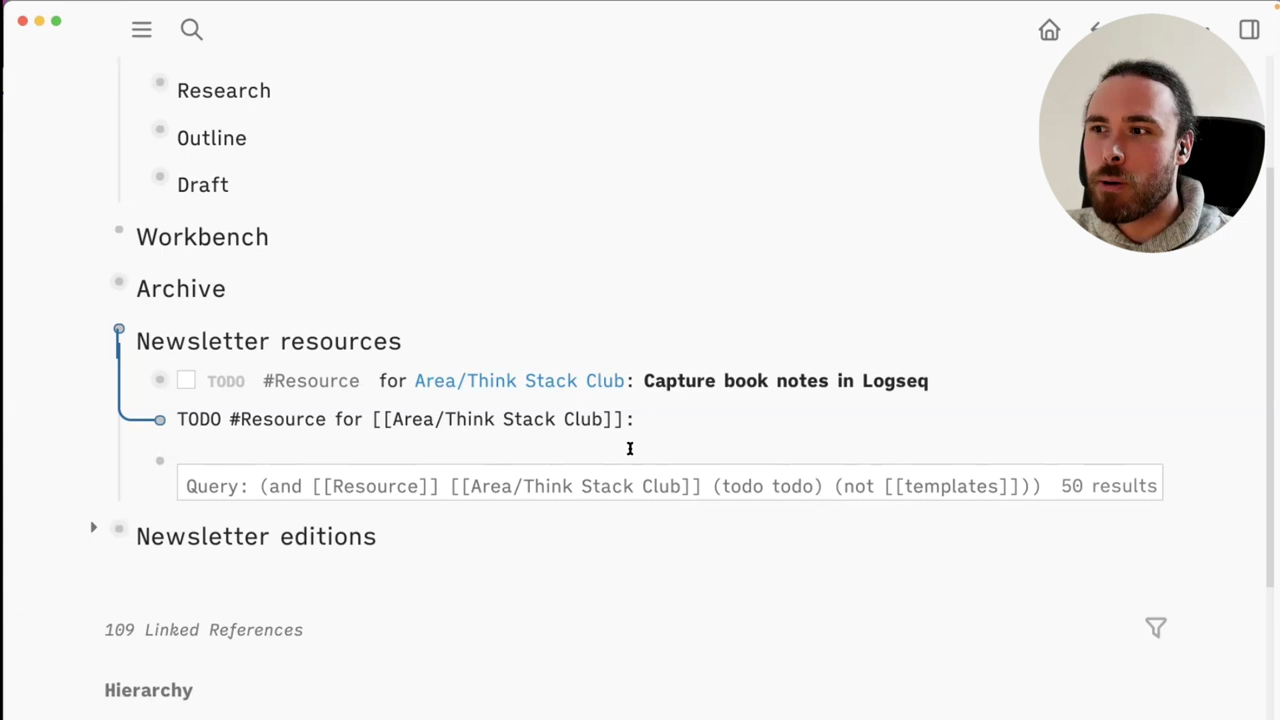 Research
Outline
Draft
Workbench
Archive
Newsletter resources
TODO #Resource for Area/Think Stack Club: Capture book notes in Logseq
TODO #Resource for [[Area/Think Stack Club]]:
Query: (and [[Resource]] [[Area/Think Stack Club]] (todo todo) (not [[templates]])) 50 results
Newsletter editions
109 Linked References
Hierarchy